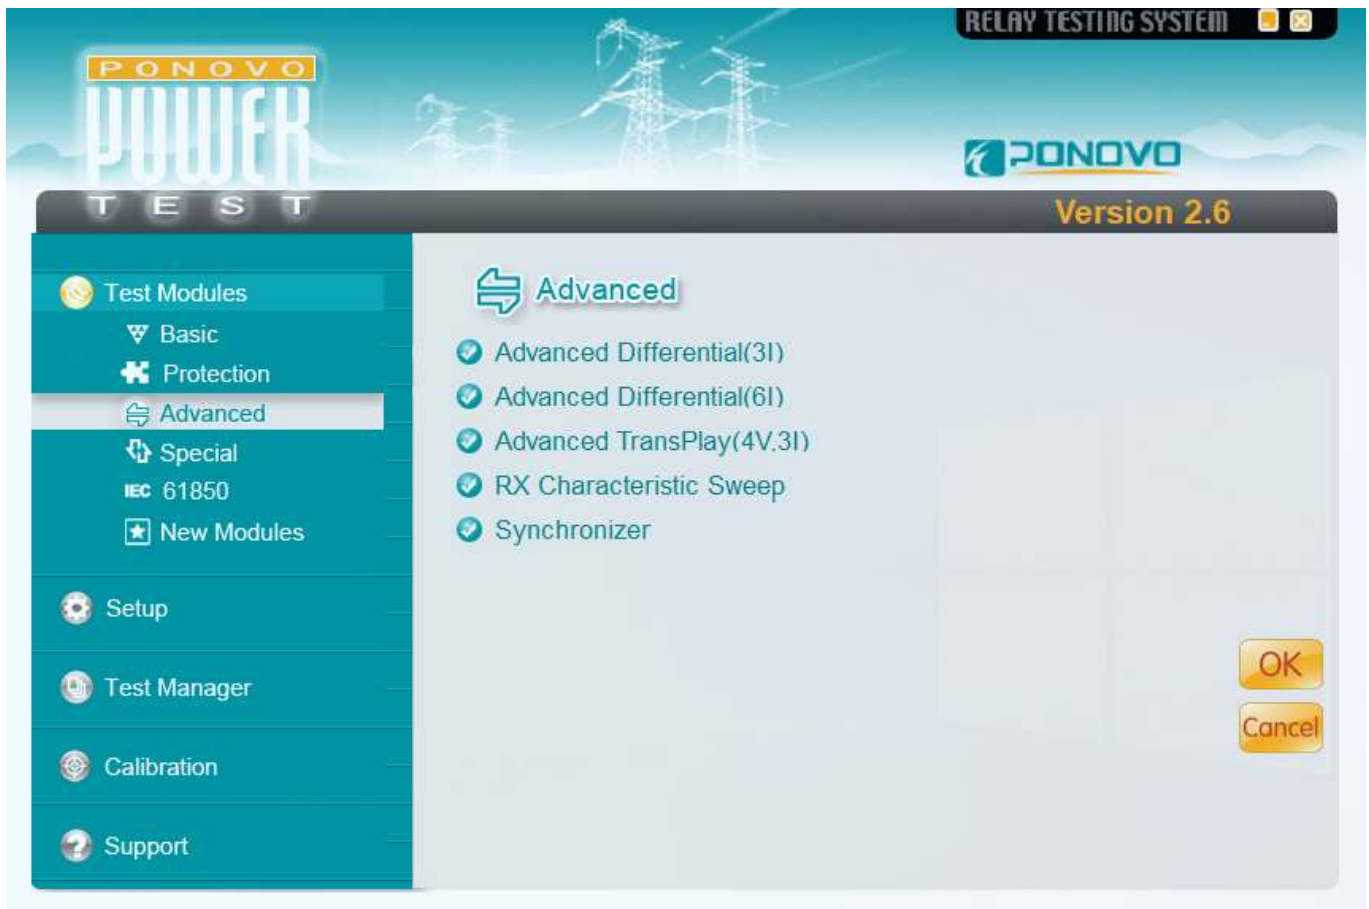 RELAY TESTING SYSTEM
PONOVO
POWER
TEST
PONOVO
Version 2.6
Test Modules
Basic
Protection
Advanced
Special
IEC 61850
New Modules
Setup
Test Manager
Calibration
Support
Advanced
Advanced Differential(3I)
Advanced Differential(6I)
Advanced TransPlay(4V,3I)
RX Characteristic Sweep
Synchronizer
OK
Cancel